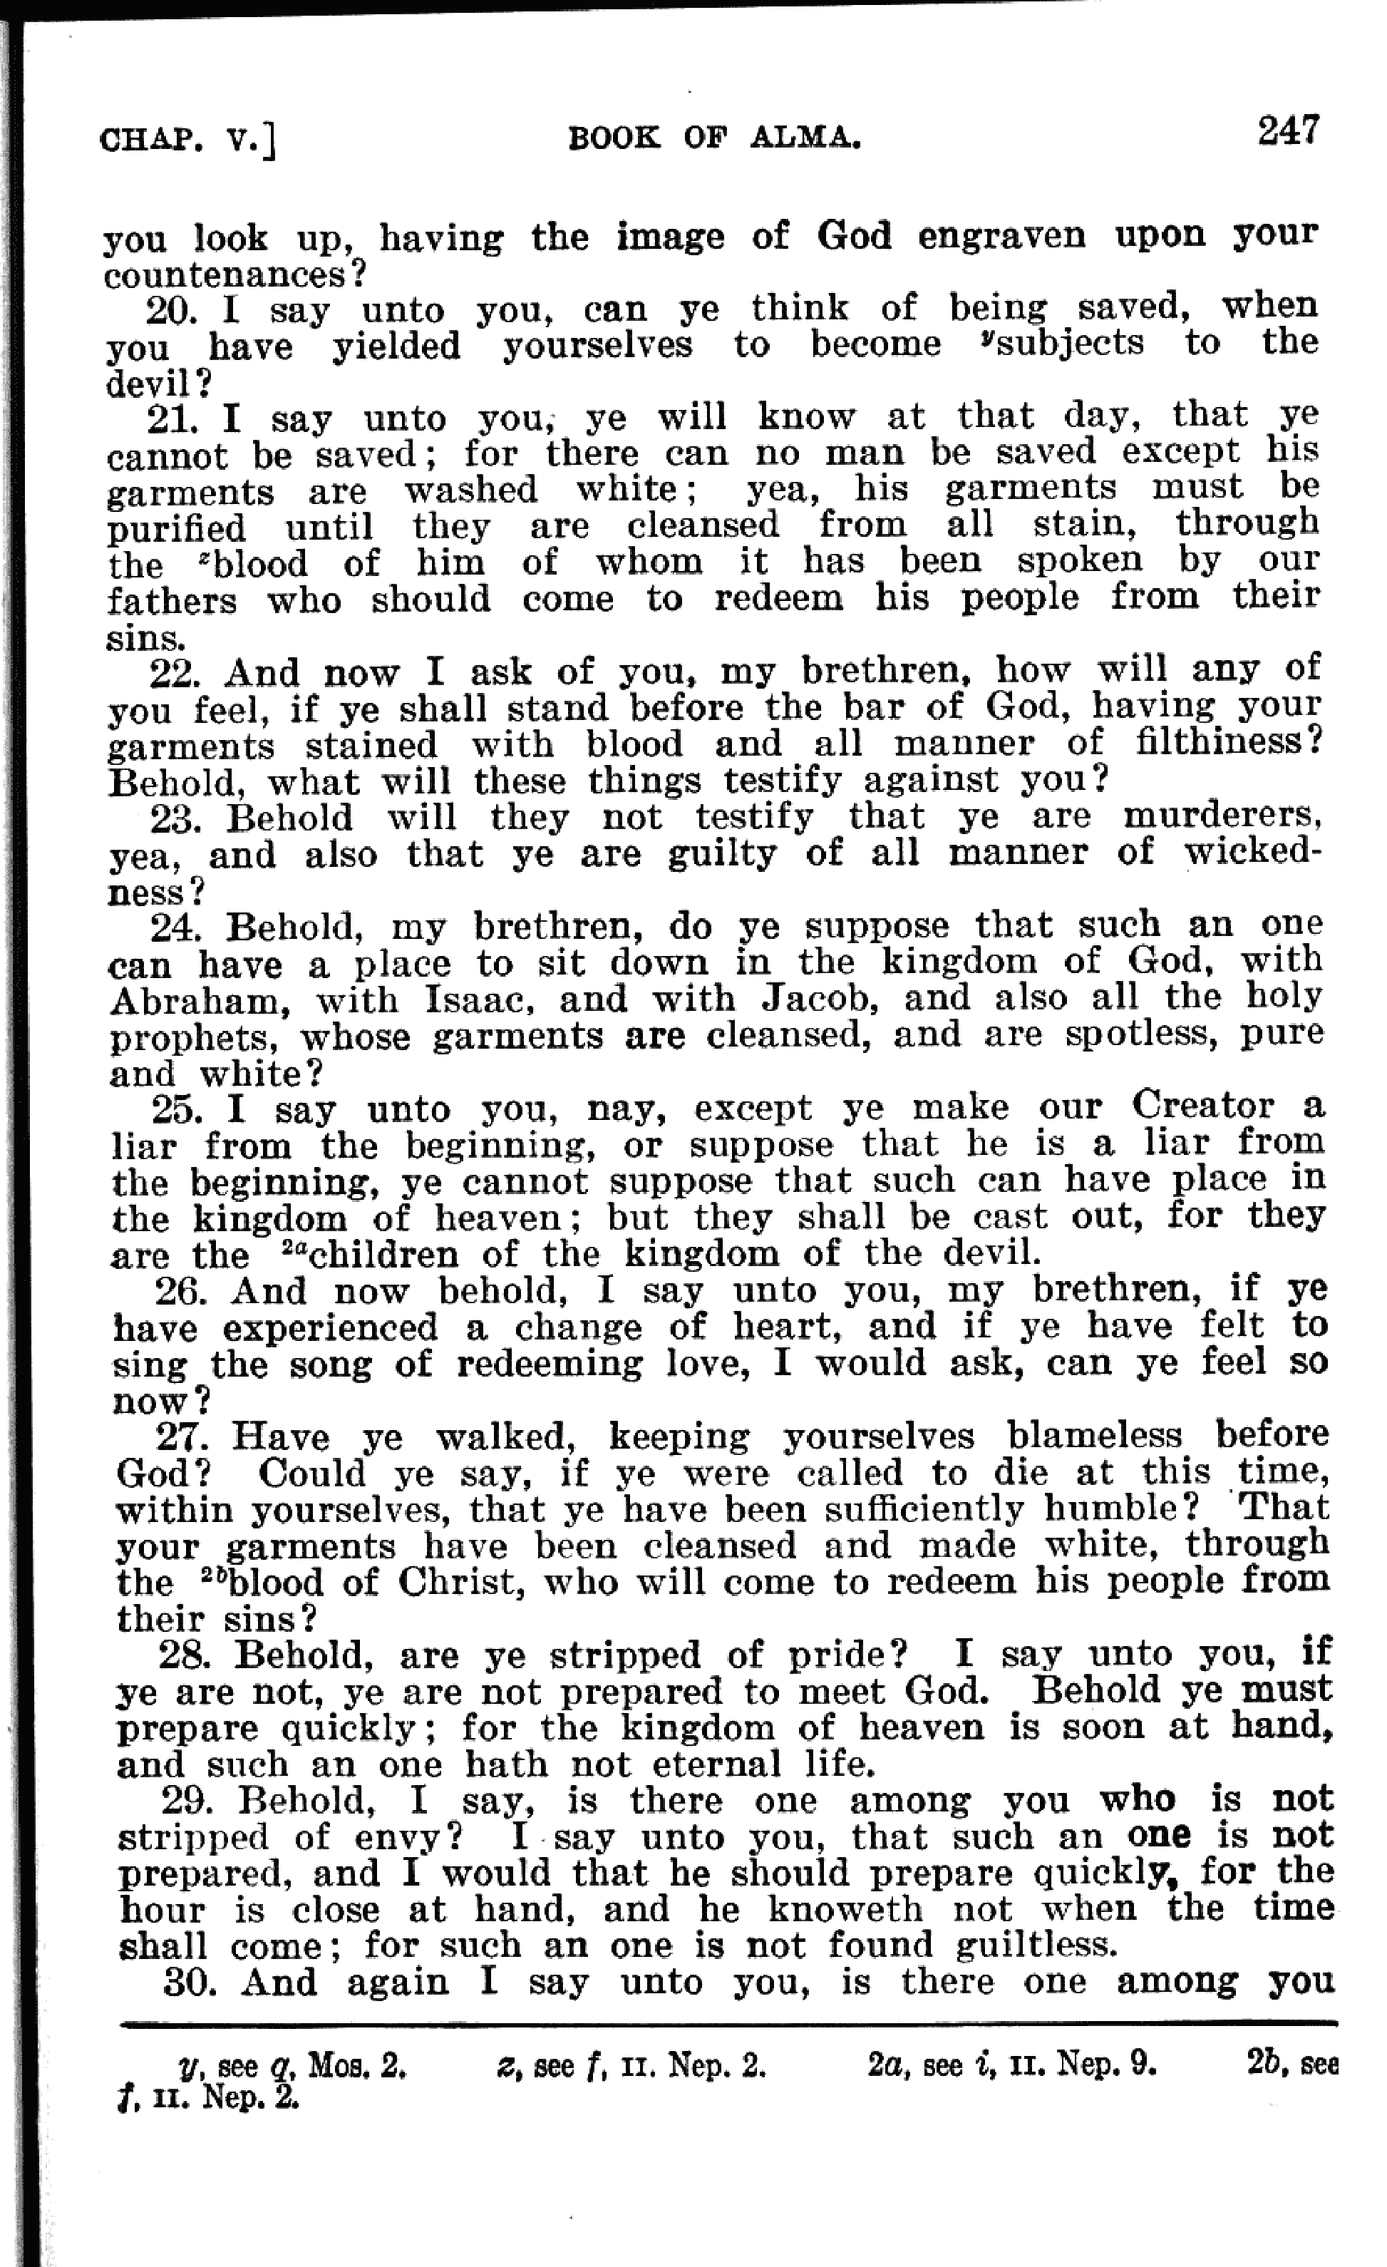 CHAP. V.] BOOK OF ALMA. 247
you look up, having the image of God engraven upon your
countenances?
20. I say unto you, can ye think of being saved, when
you have yielded yourselves to become ʸsubjects to the
devil?
21. I say unto you, ye will know at that day, that ye
cannot be saved; for there can no man be saved except his
garments are washed white; yea, his garments must be
purified until they are cleansed from all stain, through
the ᶻblood of him of whom it has been spoken by our
fathers who should come to redeem his people from their
sins.
22. And now I ask of you, my brethren, how will any of
you feel, if ye shall stand before the bar of God, having your
garments stained with blood and all manner of filthiness?
Behold, what will these things testify against you?
23. Behold will they not testify that ye are murderers,
yea, and also that ye are guilty of all manner of wicked-
ness?
24. Behold, my brethren, do ye suppose that such an one
can have a place to sit down in the kingdom of God, with
Abraham, with Isaac, and with Jacob, and also all the holy
prophets, whose garments are cleansed, and are spotless, pure
and white?
25. I say unto you, nay, except ye make our Creator a
liar from the beginning, or suppose that he is a liar from
the beginning, ye cannot suppose that such can have place in
the kingdom of heaven; but they shall be cast out, for they
are the ²ᵃchildren of the kingdom of the devil.
26. And now behold, I say unto you, my brethren, if ye
have experienced a change of heart, and if ye have felt to
sing the song of redeeming love, I would ask, can ye feel so
now?
27. Have ye walked, keeping yourselves blameless before
God? Could ye say, if ye were called to die at this time,
within yourselves, that ye have been sufficiently humble? That
your garments have been cleansed and made white, through
the ²ᵇblood of Christ, who will come to redeem his people from
their sins?
28. Behold, are ye stripped of pride? I say unto you, if
ye are not, ye are not prepared to meet God. Behold ye must
prepare quickly; for the kingdom of heaven is soon at hand,
and such an one hath not eternal life.
29. Behold, I say, is there one among you who is not
stripped of envy? I say unto you, that such an one is not
prepared, and I would that he should prepare quickly, for the
hour is close at hand, and he knoweth not when the time
shall come; for such an one is not found guiltless.
30. And again I say unto you, is there one among you
y, see q, Mos. 2. z, see f, II. Nep. 2. 2a, see i, II. Nep. 9. 2b, see
f, II. Nep. 2.